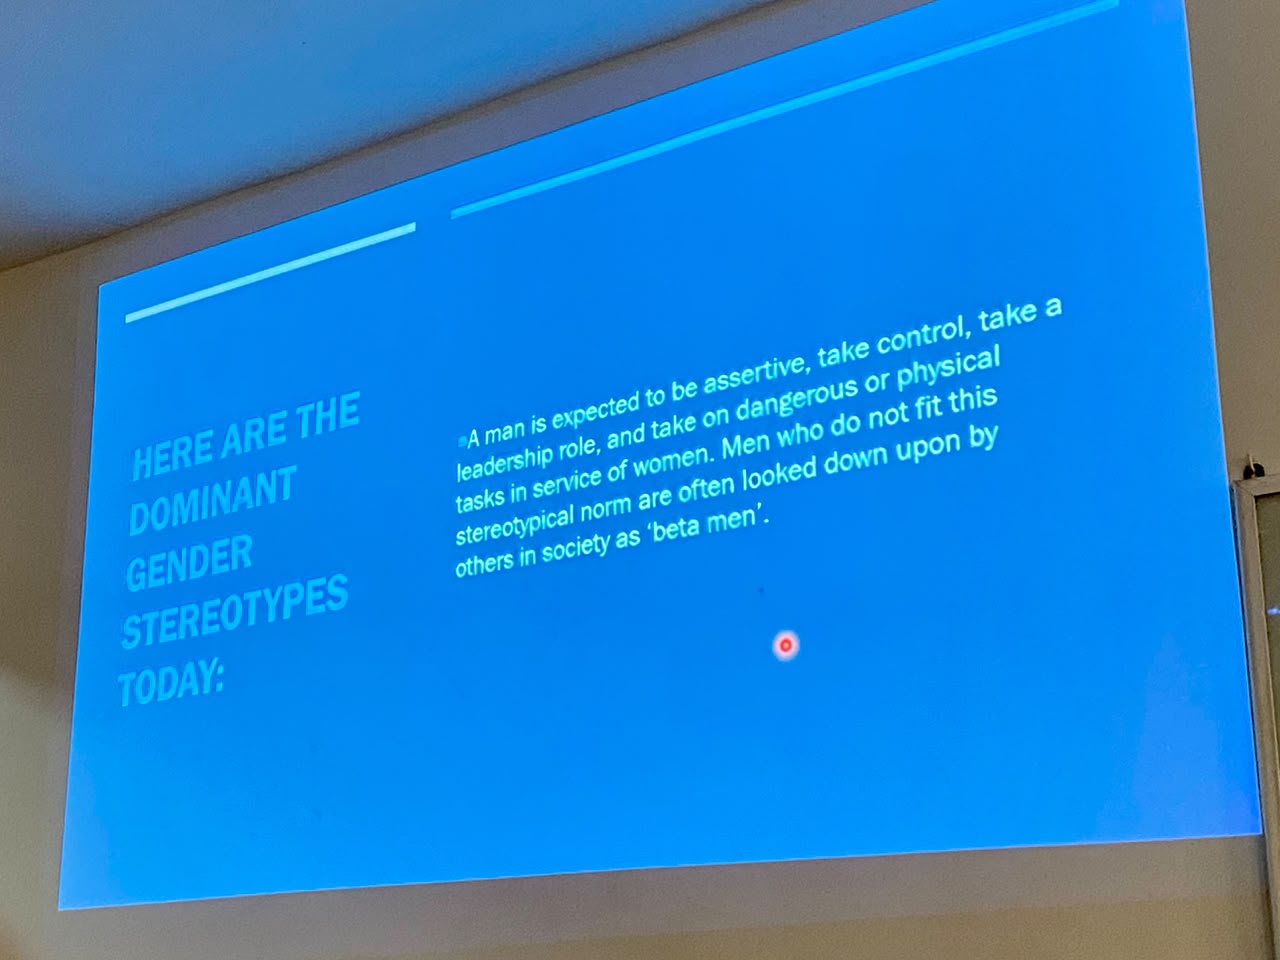 HERE ARE THE
DOMINANT
GENDER
STEREOTYPES
TODAY:
A man is expected to be assertive, take control, take a
leadership role, and take on dangerous or physical
tasks in service of women. Men who do not fit this
stereotypical norm are often looked down upon by
others in society as ‘beta men’.